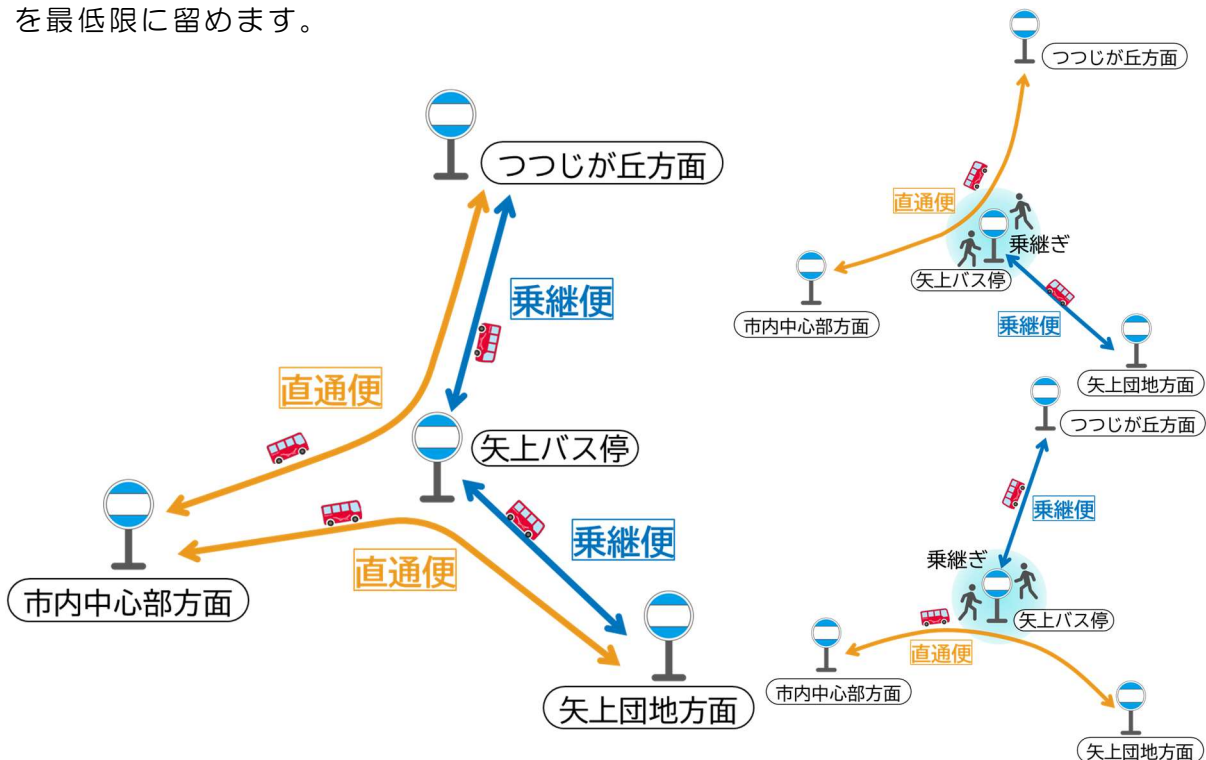 を最低限に留めます。
つつじが丘方面
乗継便
直通便
矢上バス停
乗継便
直通便
市内中心部方面
矢上団地方面
つつじが丘方面
直通便
乗継ぎ
矢上バス停
乗継便
市内中心部方面
矢上団地方面
つつじが丘方面
乗継便
乗継ぎ
矢上バス停
直通便
市内中心部方面
矢上団地方面